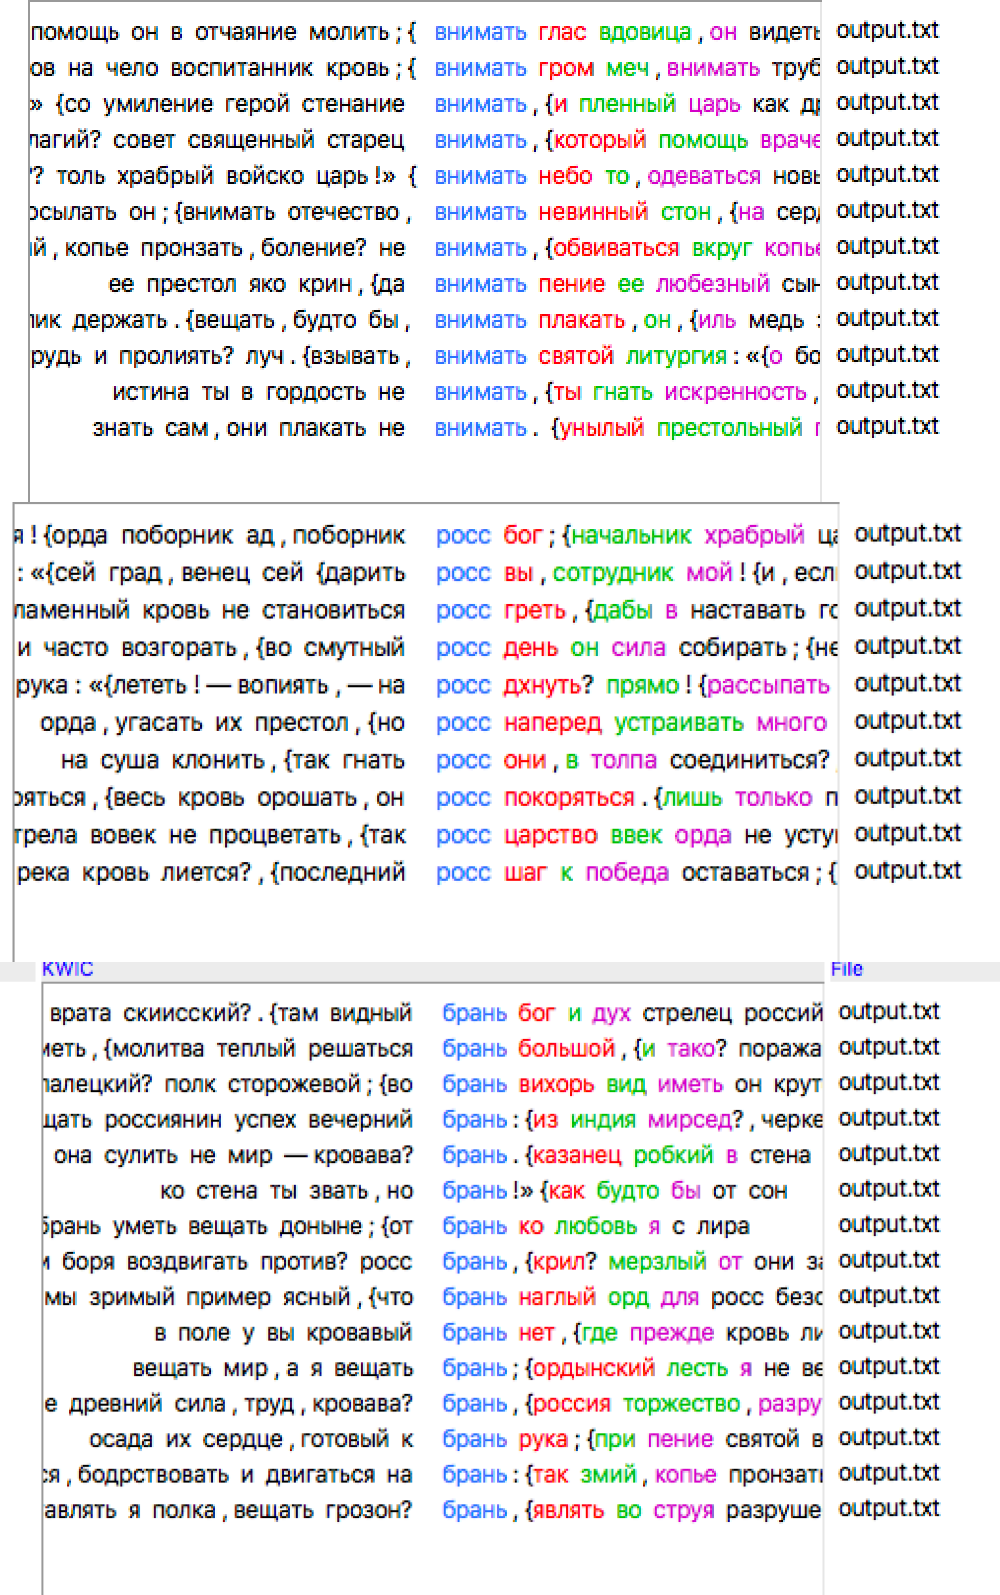 помощь он в отчаяние молить ; { внимать глас вдовица , он видеть output.txt
ов на чело воспитанник кровь ; { внимать гром меч , внимать труб output.txt
» {со умиление герой стенание внимать , {и пленный царь как др output.txt
лагий? совет священный старец внимать , {который помощь враче output.txt
? толь храбрый войско царь !» { внимать небо то , одеваться новы output.txt
осылать он ; {внимать отечество , внимать невинный стон , {на серд output.txt
й , копье пронзать , боление? не внимать , {обвиваться вкруг копье output.txt
ее престол яко крин , {да внимать пение ее любезный сын output.txt
лик держать . {вещать , будто бы , внимать плакать , он , {иль медь output.txt
рудь и пролиять? луч . {взывать , внимать святой литургия : «{о бо output.txt
истина ты в гордость не внимать , {ты гнать искренность , output.txt
знать сам , они плакать не внимать . {унылый престольный output.txt
я ! {орда поборник ад , поборник росс бог ; {начальник храбрый ца output.txt
: «{сей град , венец сей {дарить росс вы , сотрудник мой ! {и , есл output.txt
ламенный кровь не становиться росс греть , {дабы в наставать го output.txt
и часто возгорать , {во смутный росс день он сила собирать ; {не output.txt
рука : «{лететь ! — вопиять , — на росс дхнуть? прямо ! {рассыпать output.txt
орда , угасать их престол , {но росс наперед устраивать много output.txt
на суша клонить , {так гнать росс они , в толпа соединиться? output.txt
ряться , {весь кровь орошать , он росс покоряться . {лишь только п output.txt
трела вовек не процветать , {так росс царство ввек орда не усту output.txt
река кровь лиется? , {последний росс шаг к победа оставаться ; { output.txt
KWIC File
врата скиисский? . {там видный брань бог и дух стрелец россий output.txt
меть , {молитва теплый решаться брань большой , {и тако? поража output.txt
палецкий? полк сторожевой ; {во брань вихорь вид иметь он крут output.txt
щать россиянин успех вечерний брань : {из индия мирсед? , черке output.txt
она сулить не мир — кровава? брань . {казанец робкий в стена output.txt
ко стена ты звать , но брань !» {как будто бы от сон output.txt
брань уметь вещать доныне ; {от брань ко любовь я с лира output.txt
и боря воздвигать против? росс брань , {крил? мерзлый от они за output.txt
мы зримый пример ясный , {что брань наглый орд для росс безо output.txt
в поле у вы кровавый брань нет , {где прежде кровь ли output.txt
вещать мир , а я вещать брань ; {ордынский лесть я не ве output.txt
е древний сила , труд , кровава? брань , {россия торжество , разру output.txt
осада их сердце , готовый к брань рука ; {при пение святой в output.txt
ся , бодрствовать и двигаться на брань : {так змий , копье пронзать output.txt
авлять я полка , вещать грозон? брань , {являть во струя разруше output.txt